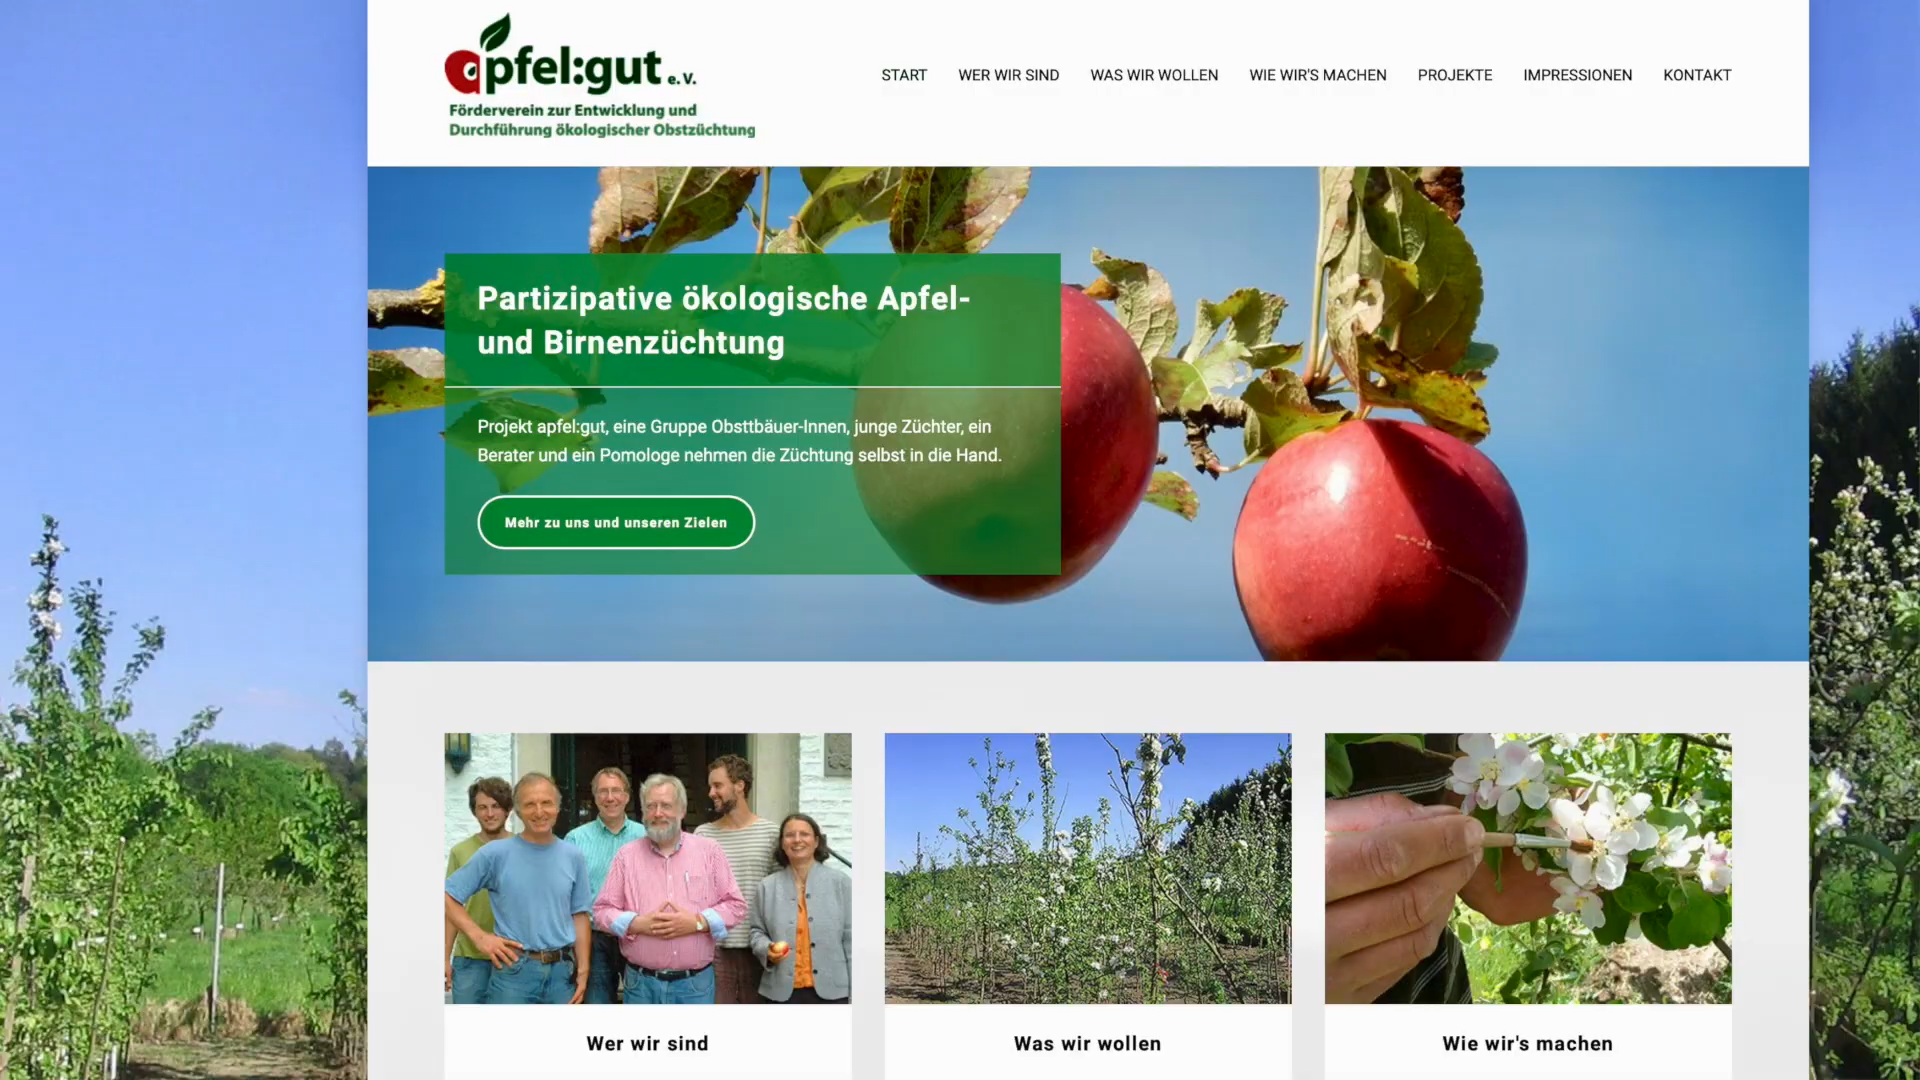 apfel:gut e.V.
Förderverein zur Entwicklung und
Durchführung ökologischer Obstzüchtung
START WER WIR SIND WAS WIR WOLLEN WIE WIR'S MACHEN PROJEKTE IMPRESSIONEN KONTAKT
Partizipative ökologische Apfel-
und Birnenzüchtung
Projekt apfel:gut, eine Gruppe Obsttbäuer-Innen, junge Züchter, ein
Berater und ein Pomologe nehmen die Züchtung selbst in die Hand.
Mehr zu uns und unseren Zielen
Wer wir sind
Was wir wollen
Wie wir's machen